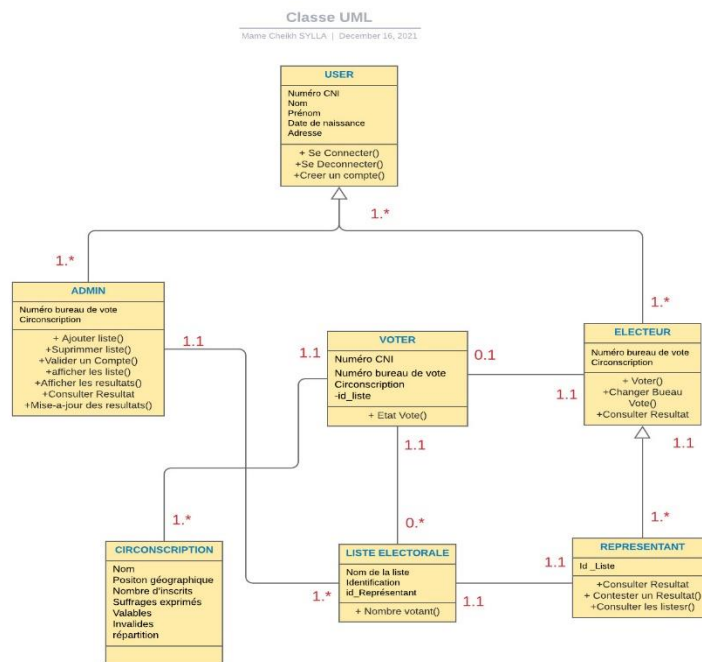 Classe UML
Mame Cheikh SYLLA | December 16, 2021
USER
Numéro CNI
Nom
Prénom
Date de naissance
Adresse
+ Se Connecter()
+Se Deconnecter()
+Creer un compte()
1.*
1.*
1.*
ADMIN
Numéro bureau de vote
Circonscription
+ Ajouter liste()
+Suprimmer liste()
+Valider un Compte()
+afficher les liste()
+Afficher les resultats()
+Consulter Resultat
+Mise-a-jour des resultats()
1.1
1.1
VOTER
Numéro CNI
Numéro bureau de vote
Circonscription
-id_liste
+ Etat Vote()
0.1
1.1
ELECTEUR
Numéro bureau de vote
Circonscription
+ Voter()
+Changer Bueau
Vote()
+Consulter Resultat
1.1
1.1
1.*
0.*
1.*
CIRCONSCRIPTION
Nom
Positon géographique
Nombre d'inscrits
Suffrages exprimés
Valables
Invalides
répartition
1.*
LISTE ELECTORALE
Nom de la liste
Identification
id_Représentant
+ Nombre votant()
1.1
1.1
REPRESENTANT
Id _Liste
+Consulter Resultat
+ Contester un Resultat()
+Consulter les listesr()